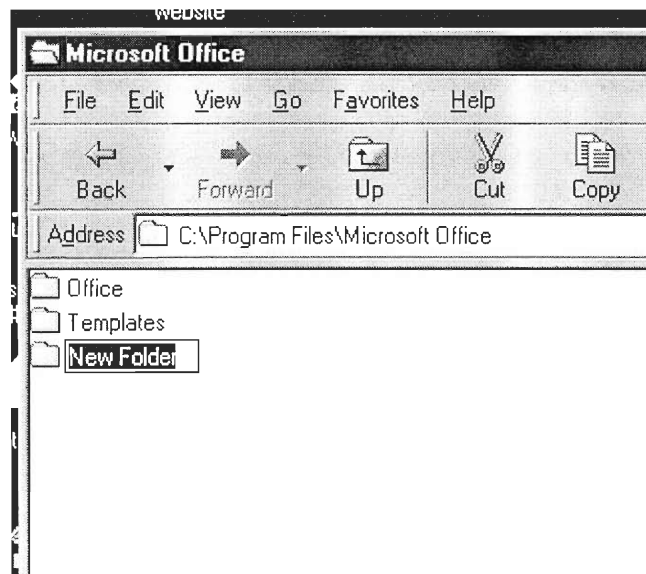 website
Microsoft Office
File Edit View Go Favorites Help
Back Forward Up Cut Copy
Address C:\Program Files\Microsoft Office
Office
Templates
New Folder